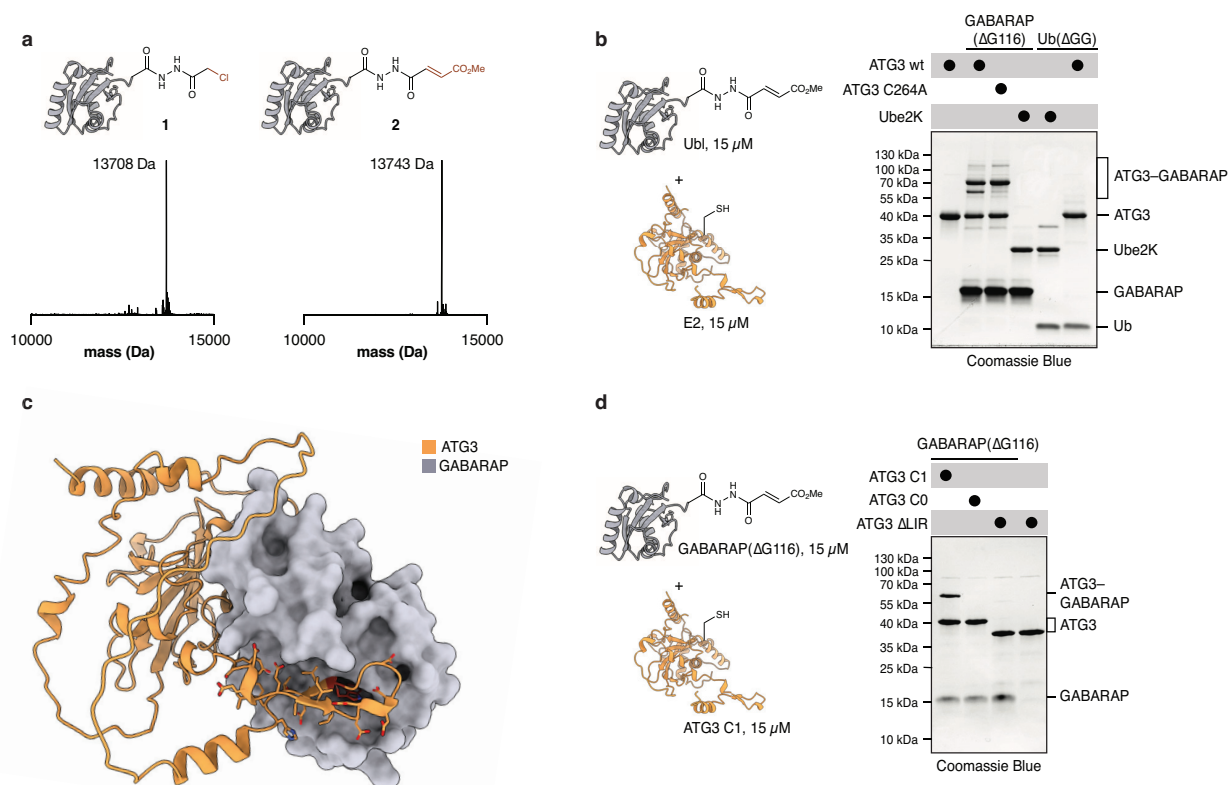 a
O
H
N
N
H
O
Cl
1
O
H
N
N
H
O
CO₂Me
2
13708 Da
13743 Da
10000
15000
mass (Da)
10000
15000
mass (Da)
b
O
H
N
N
H
O
CO₂Me
Ubl, 15 µM
+
SH
E2, 15 µM
GABARAP
(ΔG116) Ub(ΔGG)
ATG3 wt
ATG3 C264A
Ube2K
130 kDa
100 kDa
70 kDa
55 kDa
40 kDa
35 kDa
25 kDa
15 kDa
10 kDa
ATG3–GABARAP
ATG3
Ube2K
GABARAP
Ub
Coomassie Blue
c
ATG3
GABARAP
d
O
H
N
N
H
O
CO₂Me
GABARAP(ΔG116), 15 µM
+
SH
ATG3 C1, 15 µM
GABARAP(ΔG116)
ATG3 C1
ATG3 C0
ATG3 ΔLIR
130 kDa
100 kDa
70 kDa
55 kDa
40 kDa
35 kDa
25 kDa
15 kDa
10 kDa
ATG3–
GABARAP
ATG3
GABARAP
Coomassie Blue